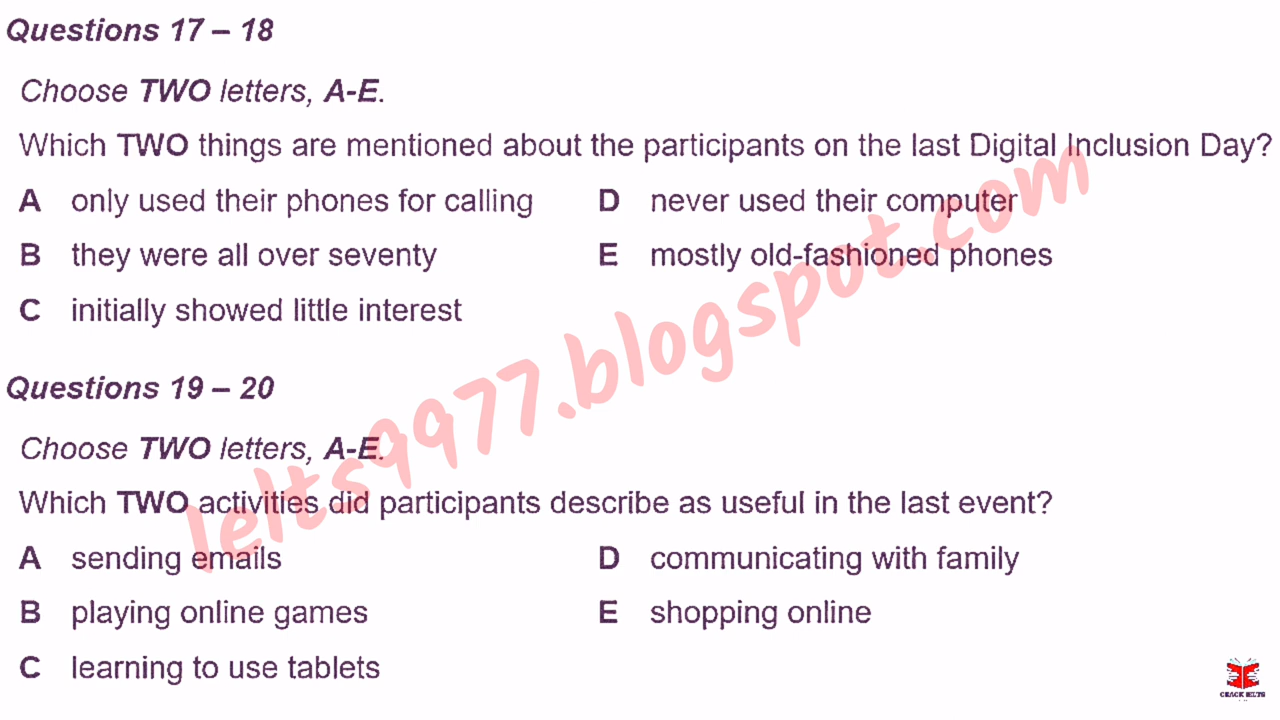 Questions 17 – 18
Choose TWO letters, A-E.
Which TWO things are mentioned about the participants on the last Digital Inclusion Day?
A only used their phones for calling
D never used their computer
B they were all over seventy
E mostly old-fashioned phones
C initially showed little interest
Questions 19 – 20
Choose TWO letters, A-E.
Which TWO activities did participants describe as useful in the last event?
A sending emails
D communicating with family
B playing online games
E shopping online
C learning to use tablets
Ielts9977.blogspot.com
CRACK IELTS